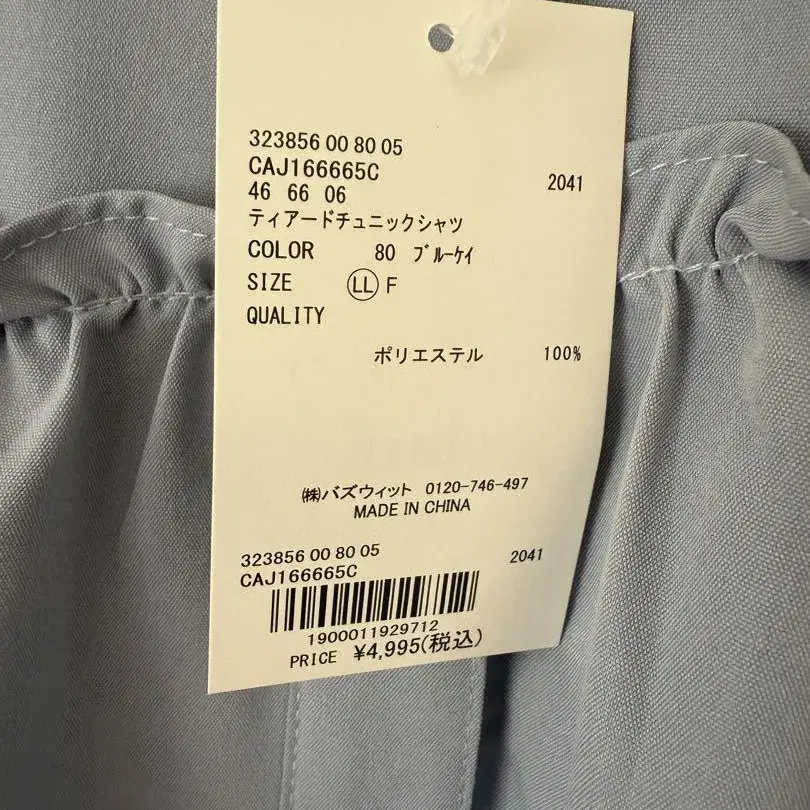 323856 00 80 05
CAJ166665C
46 66 06 2041
ティアードチュニックシャツ
COLOR 80 ブルーケイ
SIZE LL F
QUALITY
ポリエステル 100%
㈱バズウィット 0120-746-497
MADE IN CHINA
323856 00 80 05
CAJ166665C 2041
1900011929712
PRICE ¥4,995(税込)